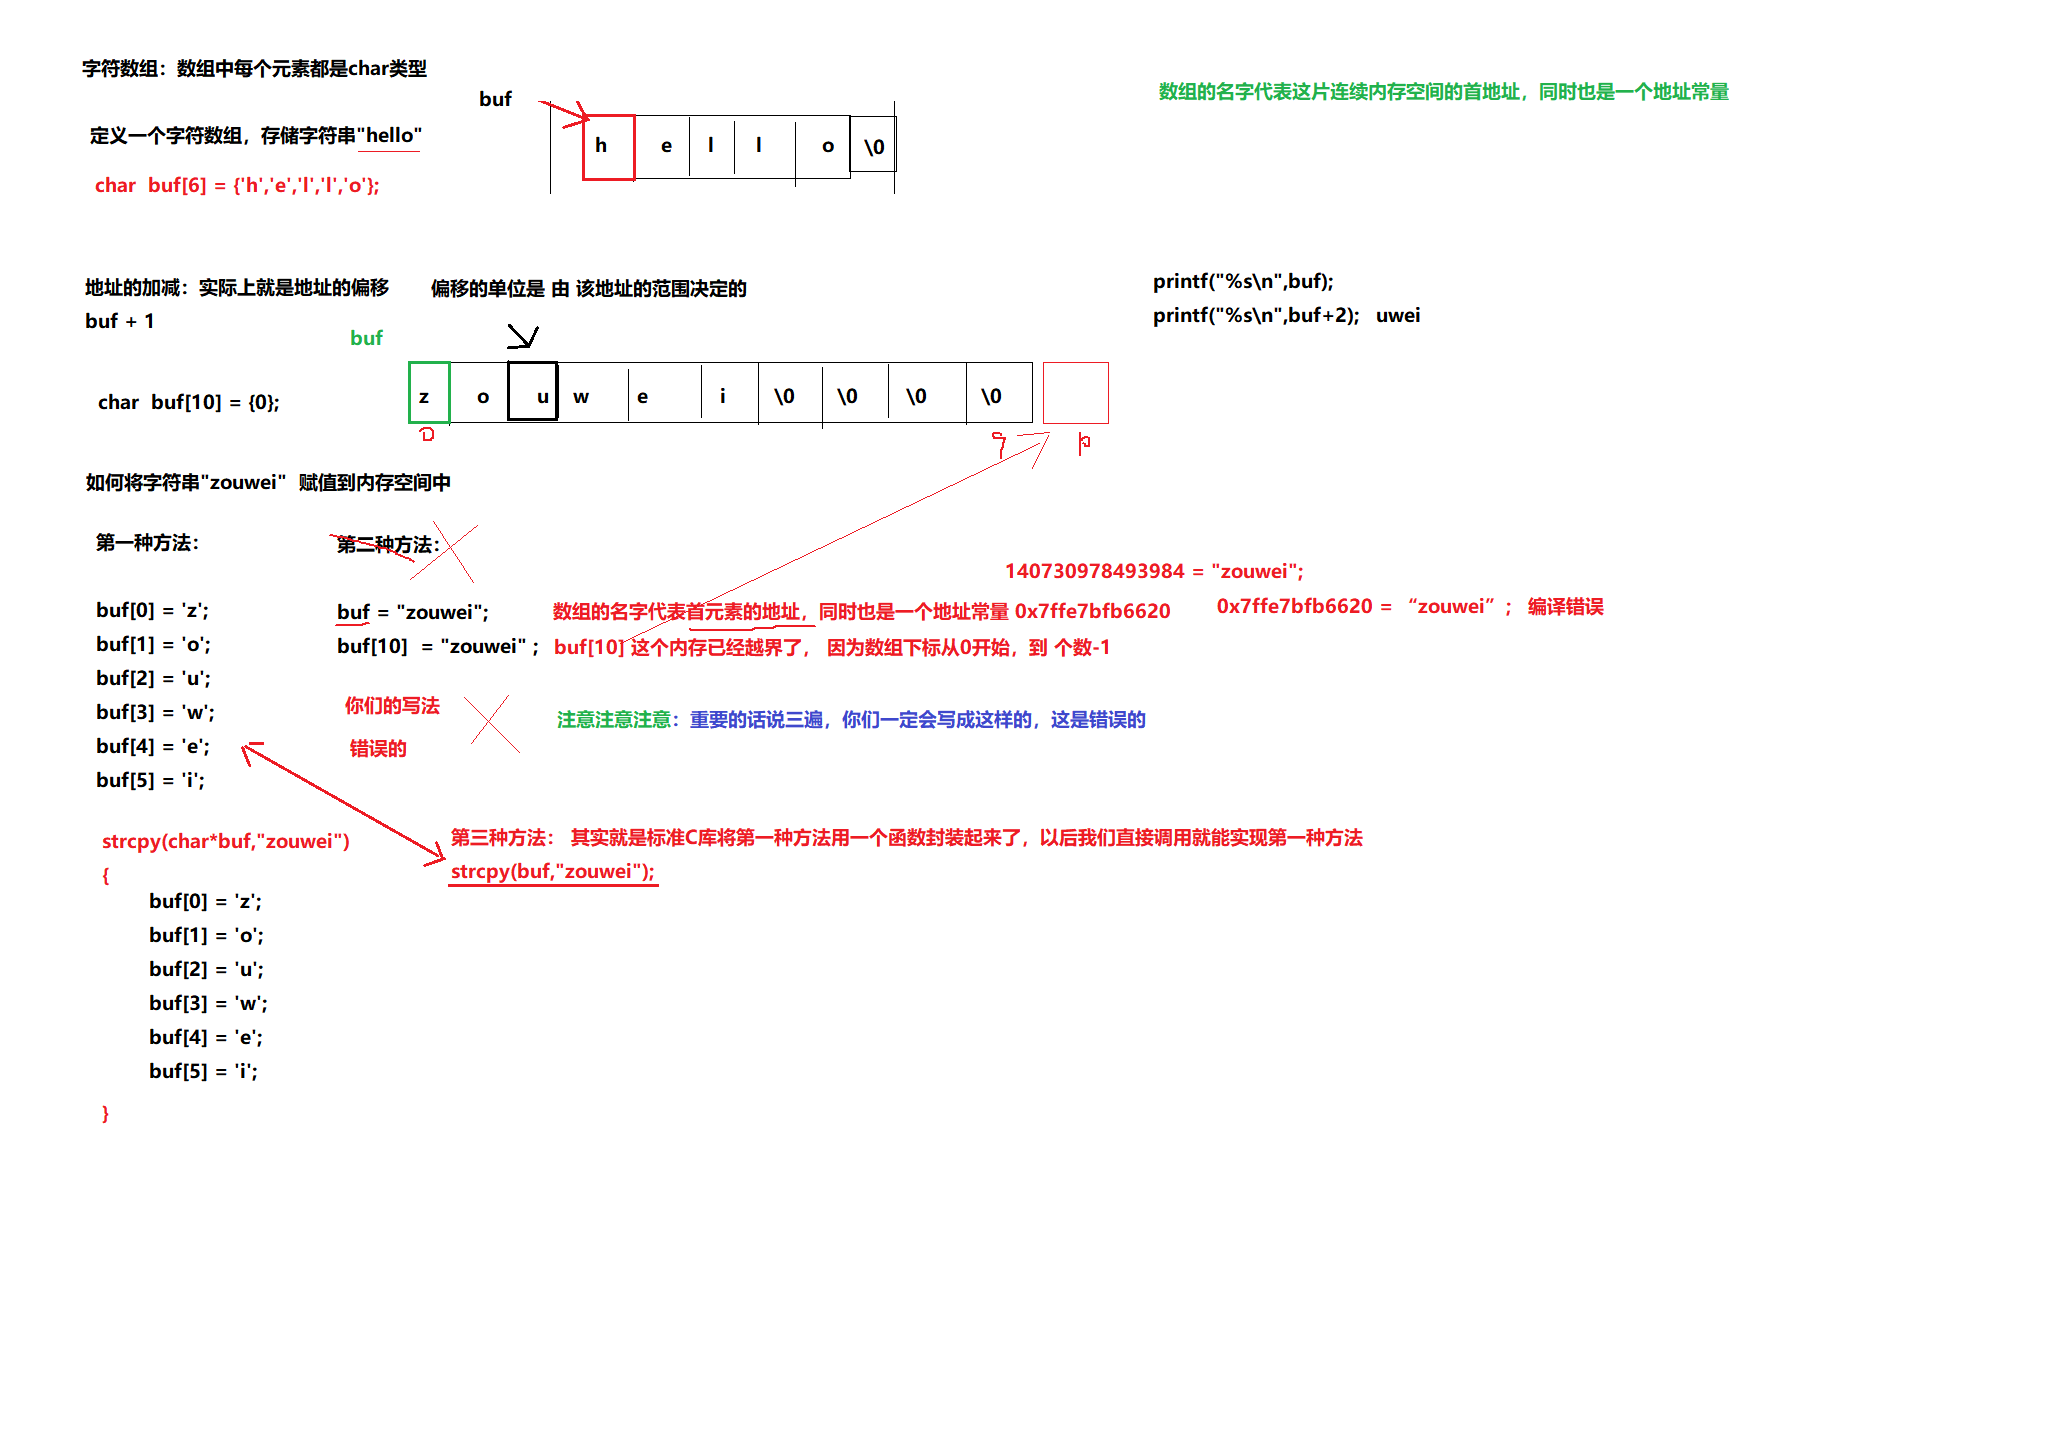 字符数组：数组中每个元素都是char类型
数组的名字代表这片连续内存空间的首地址，同时也是一个地址常量
buf
定义一个字符数组，存储字符串"hello"
h e l l o \0
char buf[6] = {'h','e','l','l','o'};
地址的加减：实际上就是地址的偏移 偏移的单位是 由 该地址的范围决定的
printf("%s\n",buf);
buf + 1
printf("%s\n",buf+2); uwei
buf
char buf[10] = {0};
z o u w e i \0 \0 \0 \0
0 9
如何将字符串"zouwei" 赋值到内存空间中
第一种方法：
第二种方法：
140730978493984 = "zouwei";
buf[0] = 'z';
buf[1] = 'o';
buf[2] = 'u';
buf[3] = 'w';
buf[4] = 'e';
buf[5] = 'i';
buf = "zouwei"; 数组的名字代表首元素的地址，同时也是一个地址常量 0x7ffe7bfb6620
0x7ffe7bfb6620 = “zouwei”； 编译错误
buf[10] = "zouwei" ; buf[10] 这个内存已经越界了， 因为数组下标从0开始，到 个数-1
你们的写法
错误的
注意注意注意：重要的话说三遍，你们一定会写成这样的，这是错误的
第三种方法： 其实就是标准C库将第一种方法用一个函数封装起来了，以后我们直接调用就能实现第一种方法
strcpy(buf,"zouwei");
strcpy(char*buf,"zouwei")
{
buf[0] = 'z';
buf[1] = 'o';
buf[2] = 'u';
buf[3] = 'w';
buf[4] = 'e';
buf[5] = 'i';
}